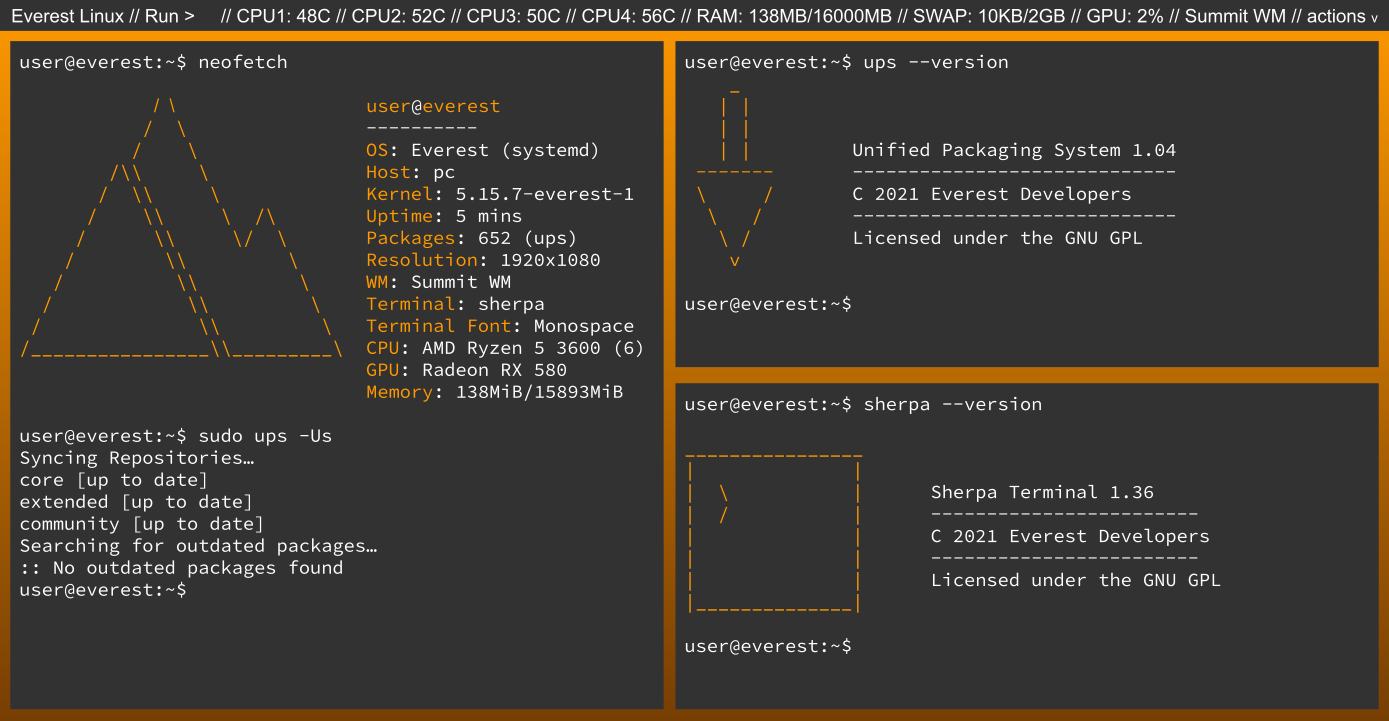 Everest Linux // Run > // CPU1: 48C // CPU2: 52C // CPU3: 50C // CPU4: 56C // RAM: 138MB/16000MB // SWAP: 10KB/2GB // GPU: 2% // Summit WM // actions v
user@everest:~$ neofetch
user@everest
----------
OS: Everest (systemd)
Host: pc
Kernel: 5.15.7-everest-1
Uptime: 5 mins
Packages: 652 (ups)
Resolution: 1920x1080
WM: Summit WM
Terminal: sherpa
Terminal Font: Monospace
CPU: AMD Ryzen 5 3600 (6)
GPU: Radeon RX 580
Memory: 138MiB/15893MiB
user@everest:~$ sudo ups -Us
Syncing Repositories…
core [up to date]
extended [up to date]
community [up to date]
Searching for outdated packages…
:: No outdated packages found
user@everest:~$
user@everest:~$ ups --version
Unified Packaging System 1.04
-----------------------------
C 2021 Everest Developers
-----------------------------
Licensed under the GNU GPL
user@everest:~$
user@everest:~$ sherpa --version
Sherpa Terminal 1.36
------------------------
C 2021 Everest Developers
------------------------
Licensed under the GNU GPL
user@everest:~$